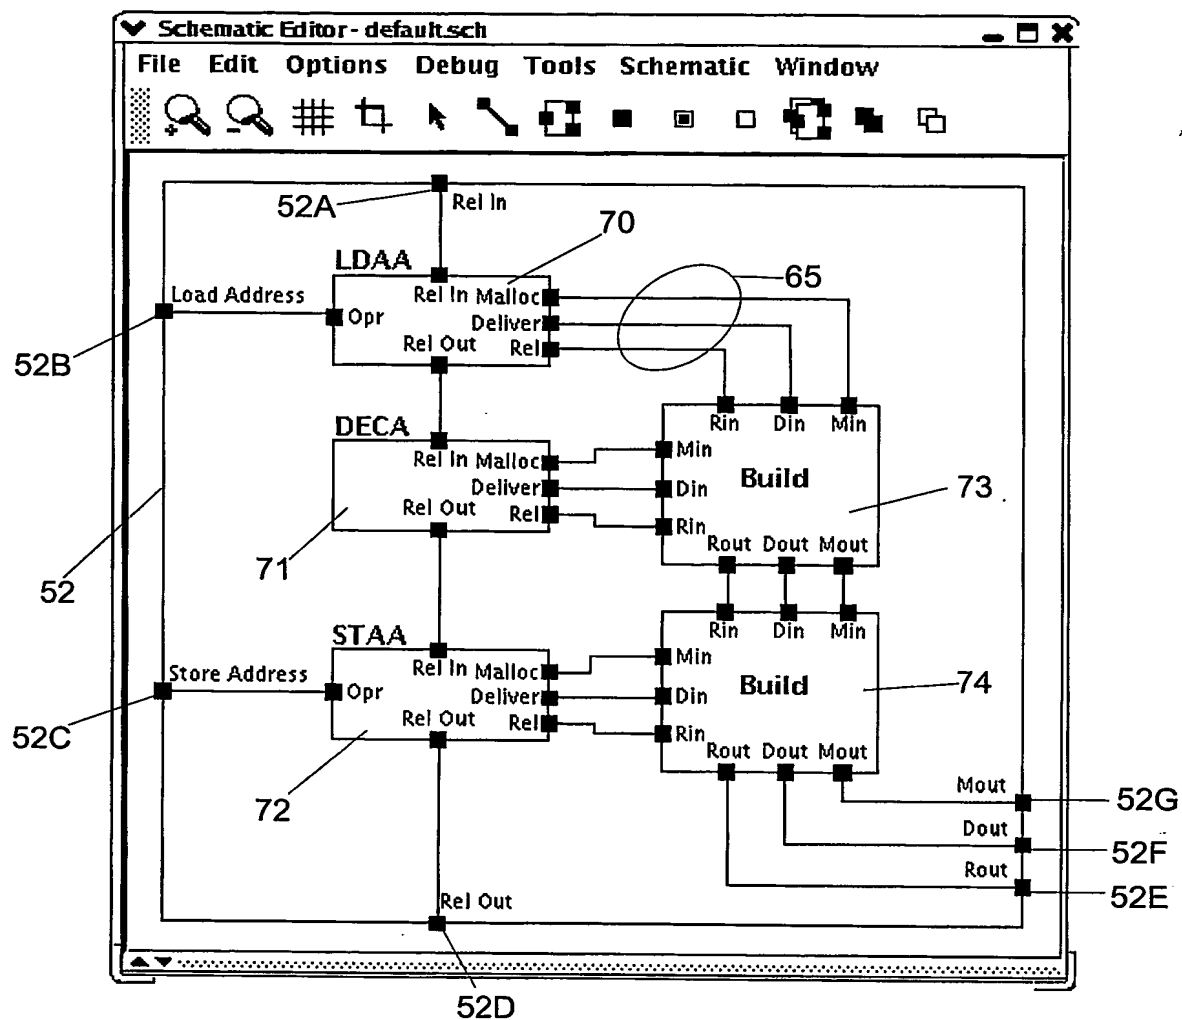 Schematic Editor - default.sch
File Edit Options Debug Tools Schematic Window
52A
Rel In
70
LDAA
65
Load Address
Rel In Malloc
Opr
Deliver
Rel Out
Rel
52B
DECA
Rin Din Min
Rel In Malloc
Min
Build
Deliver
Din
73
Rel Out
Rel
Rin
71
Rout Dout Mout
52
STAA
Rin Din Min
Rel In Malloc
Min
Store Address
Build
74
Opr
Deliver
Din
Rel Out
Rel
Rin
52C
Rout Dout Mout
72
Mout
52G
Dout
52F
Rout
52E
Rel Out
52D